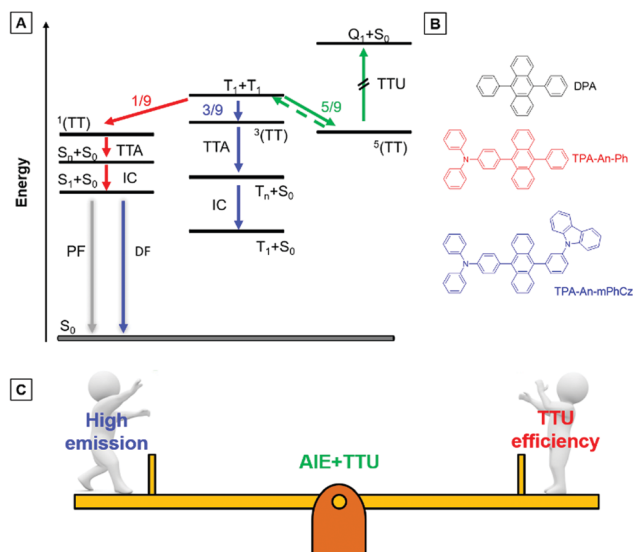 A
Energy
T₁+T₁
1/9
3/9
5/9
¹(TT)
³(TT)
⁵(TT)
Q₁+S₀
TTU
Sₙ+S₀
TTA
S₁+S₀
IC
TTA
Tₙ+S₀
IC
T₁+S₀
PF
DF
S₀
B
DPA
N
TPA-An-Ph
N
N
TPA-An-mPhCz
C
High
emission
AIE+TTU
TTU
efficiency